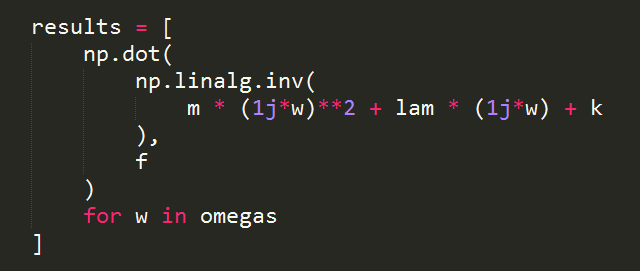 results = [
    np.dot(
        np.linalg.inv(
            m * (1j*w)**2 + lam * (1j*w) + k
        ),
        f
    )
    for w in omegas
]